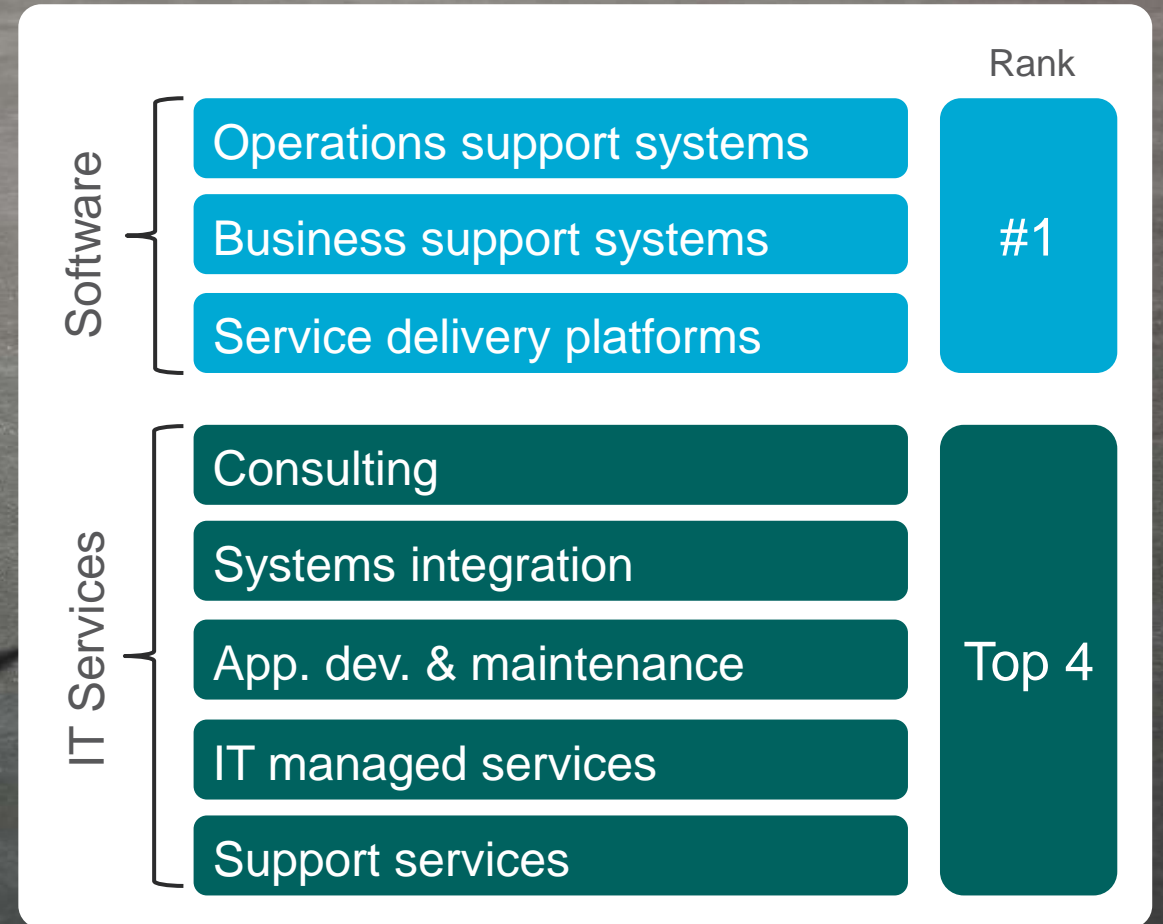 Rank
Software
Operations support systems
Business support systems
Service delivery platforms
#1
IT Services
Consulting
Systems integration
App. dev. & maintenance
IT managed services
Support services
Top 4